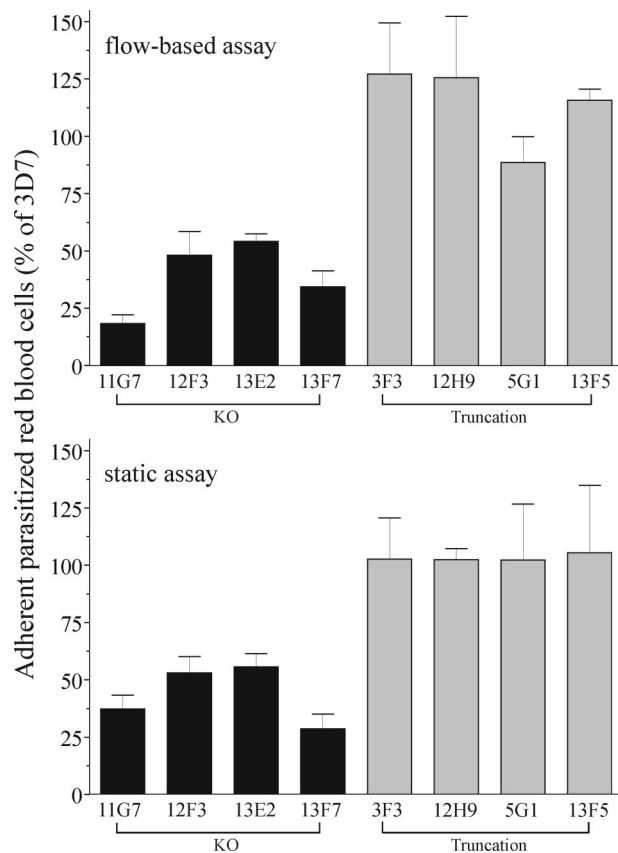 Adherent parasitized red blood cells (% of 3D7)
flow-based assay
150
125
100
75
50
25
0
11G7 12F3 13E2 13F7 3F3 12H9 5G1 13F5
KO Truncation
static assay
150
125
100
75
50
25
0
11G7 12F3 13E2 13F7 3F3 12H9 5G1 13F5
KO Truncation